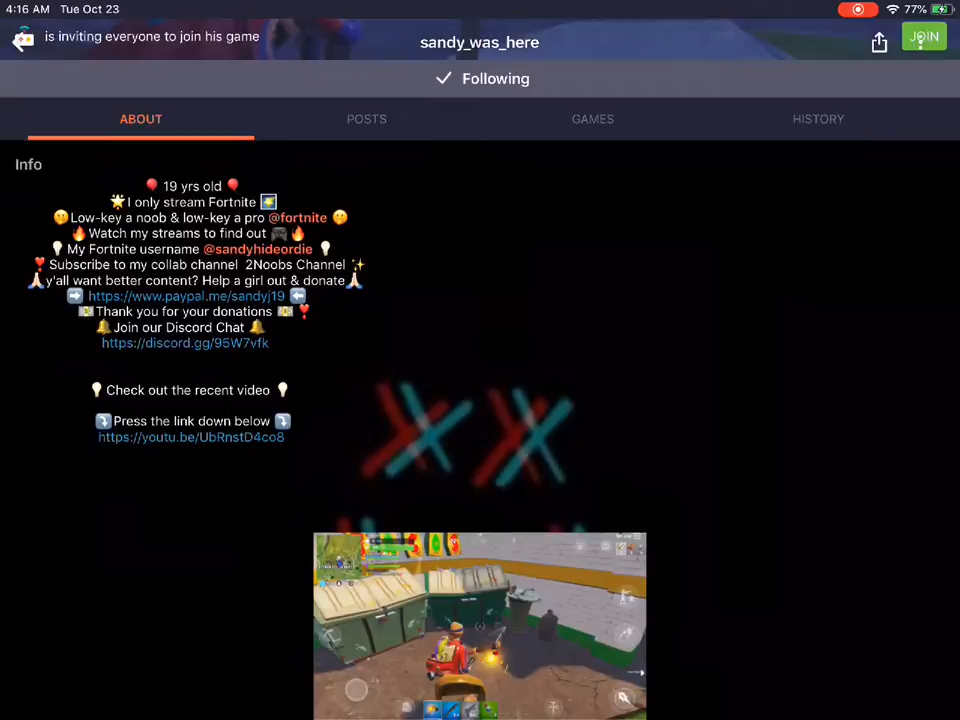 4:16 AM Tue Oct 23
77%
is inviting everyone to join his game
sandy_was_here
JOIN
Following
ABOUT
POSTS
GAMES
HISTORY
Info
19 yrs old
I only stream Fortnite
Low-key a noob & low-key a pro @fortnite
Watch my streams to find out
My Fortnite username @sandyhideordie
Subscribe to my collab channel 2Noobs Channel
y'all want better content? Help a girl out & donate
https://www.paypal.me/sandyj19
Thank you for your donations
Join our Discord Chat
https://discord.gg/95W7vfk
Check out the recent video
Press the link down below
https://youtu.be/UbRnstD4co8